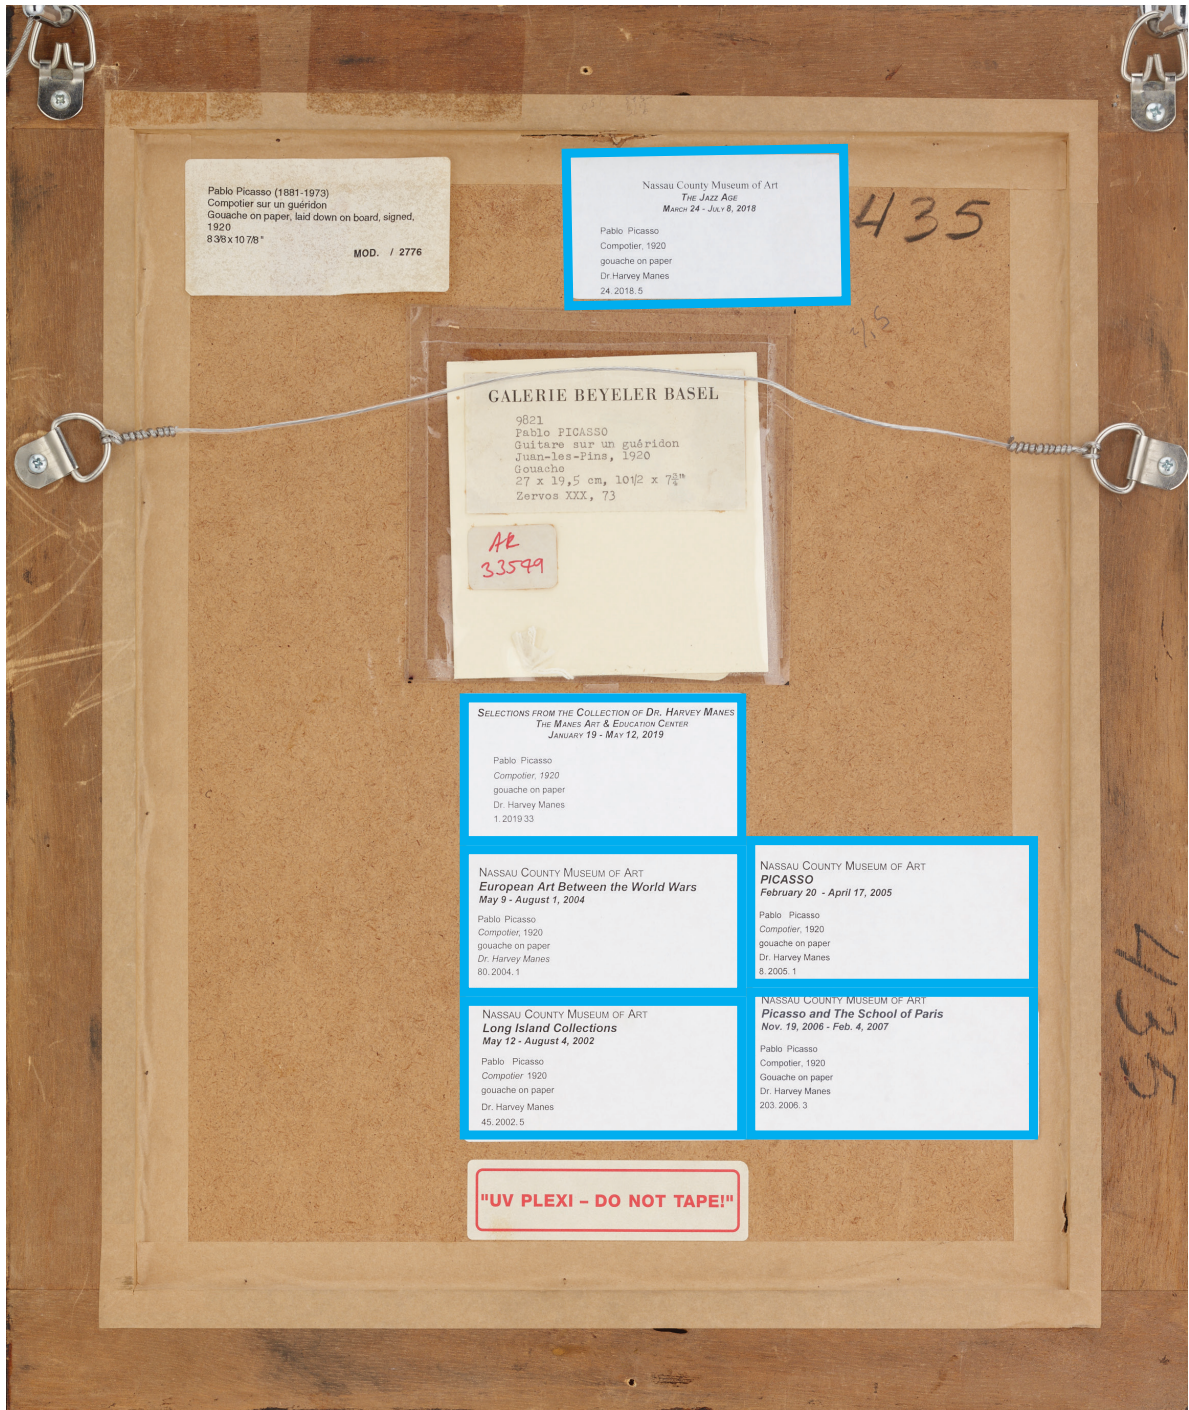 Pablo Picasso (1881-1973)
Compotier sur un guéridon
Gouache on paper, laid down on board, signed,
1920
8 3/8 x 10 7/8"
MOD. / 2776
Nassau County Museum of Art
The Jazz Age
March 24 - July 8, 2018
Pablo Picasso
Compotier, 1920
gouache on paper
Dr Harvey Manes
24. 2018. 5
435
GALERIE BEYELER BASEL
9821
Pablo PICASSO
Guitare sur un guéridon
Juan-les-Pins, 1920
Gouache
27 x 19,5 cm, 101/2 x 7¾"
Zervos XXX, 73
AR
33549
Selections from the Collection of Dr. Harvey Manes
The Manes Art & Education Center
January 19 - May 12, 2019
Pablo Picasso
Compotier, 1920
gouache on paper
Dr. Harvey Manes
1. 2019 33
Nassau County Museum of Art
European Art Between the World Wars
May 9 - August 1, 2004
Pablo Picasso
Compotier, 1920
gouache on paper
Dr. Harvey Manes
80. 2004. 1
Nassau County Museum of Art
PICASSO
February 20 - April 17, 2005
Pablo Picasso
Compotier, 1920
gouache on paper
Dr. Harvey Manes
8. 2005. 1
Nassau County Museum of Art
Long Island Collections
May 12 - August 4, 2002
Pablo Picasso
Compotier 1920
gouache on paper
Dr. Harvey Manes
45. 2002. 5
Nassau County Museum of Art
Picasso and The School of Paris
Nov. 19, 2006 - Feb. 4, 2007
Pablo Picasso
Compotier, 1920
Gouache on paper
Dr. Harvey Manes
203. 2006. 3
435
"UV PLEXI – DO NOT TAPE!"